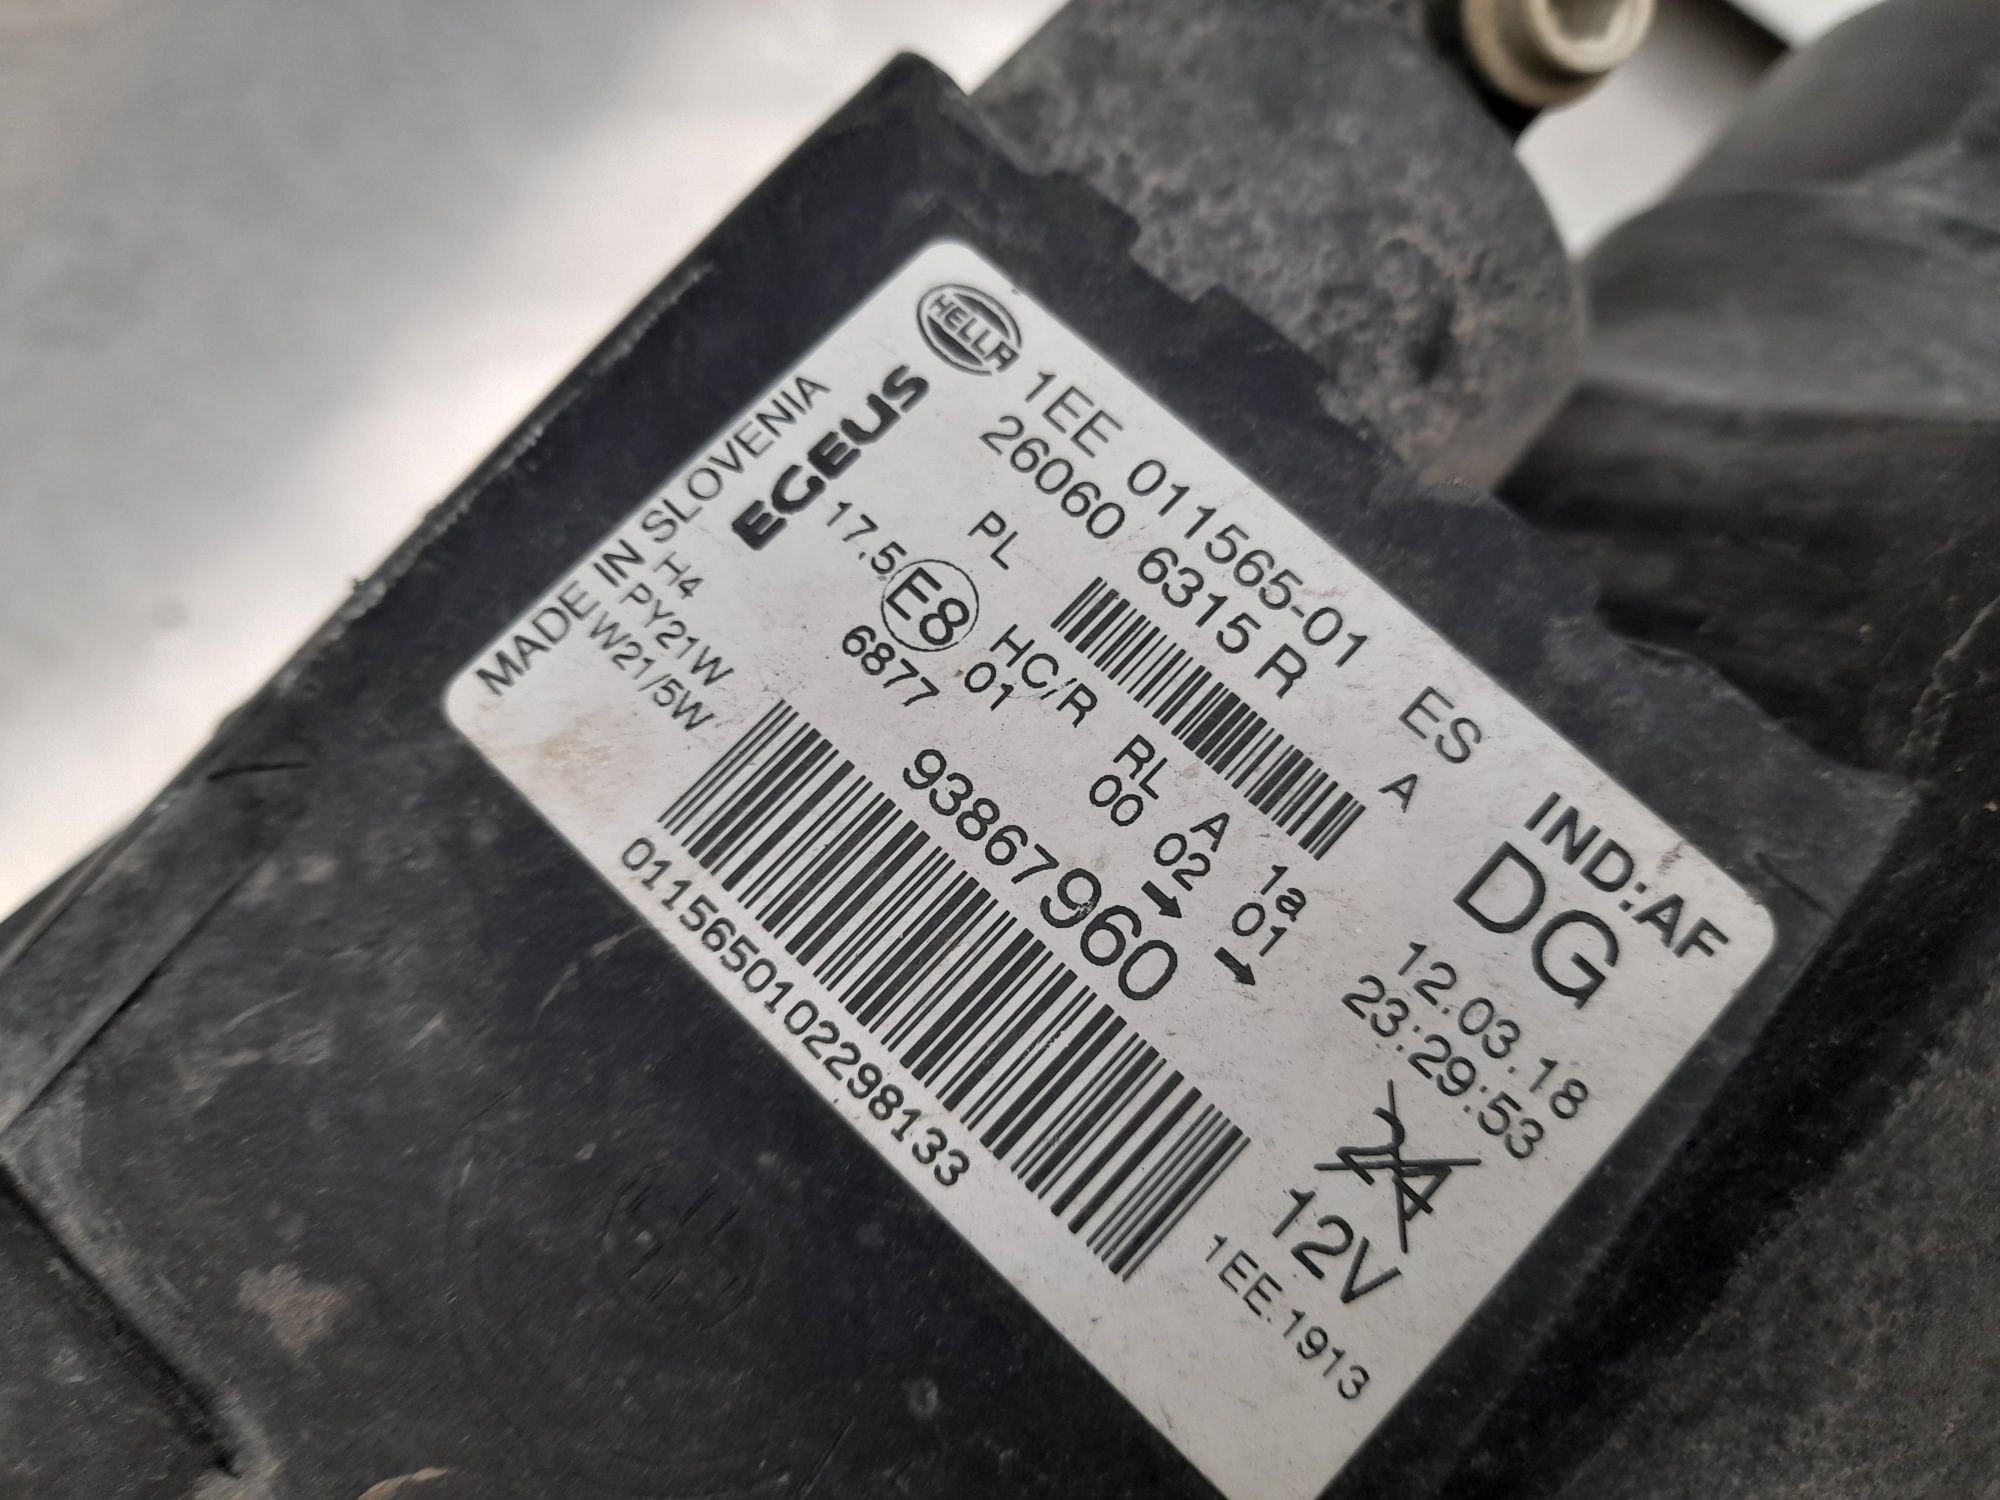 HELLA
1EE 011565-01 ES IND:AF
26060 6315 R A DG
EGEUS
PL
17.5 E8 HC/R RL A 1a
01 00 02 01
6877
➞ ➞
12.03.18
23:29:53
MADE IN SLOVENIA
H4
PY21W
W21/5W
93867960
24
12V
0115650102298133
1EE.1913